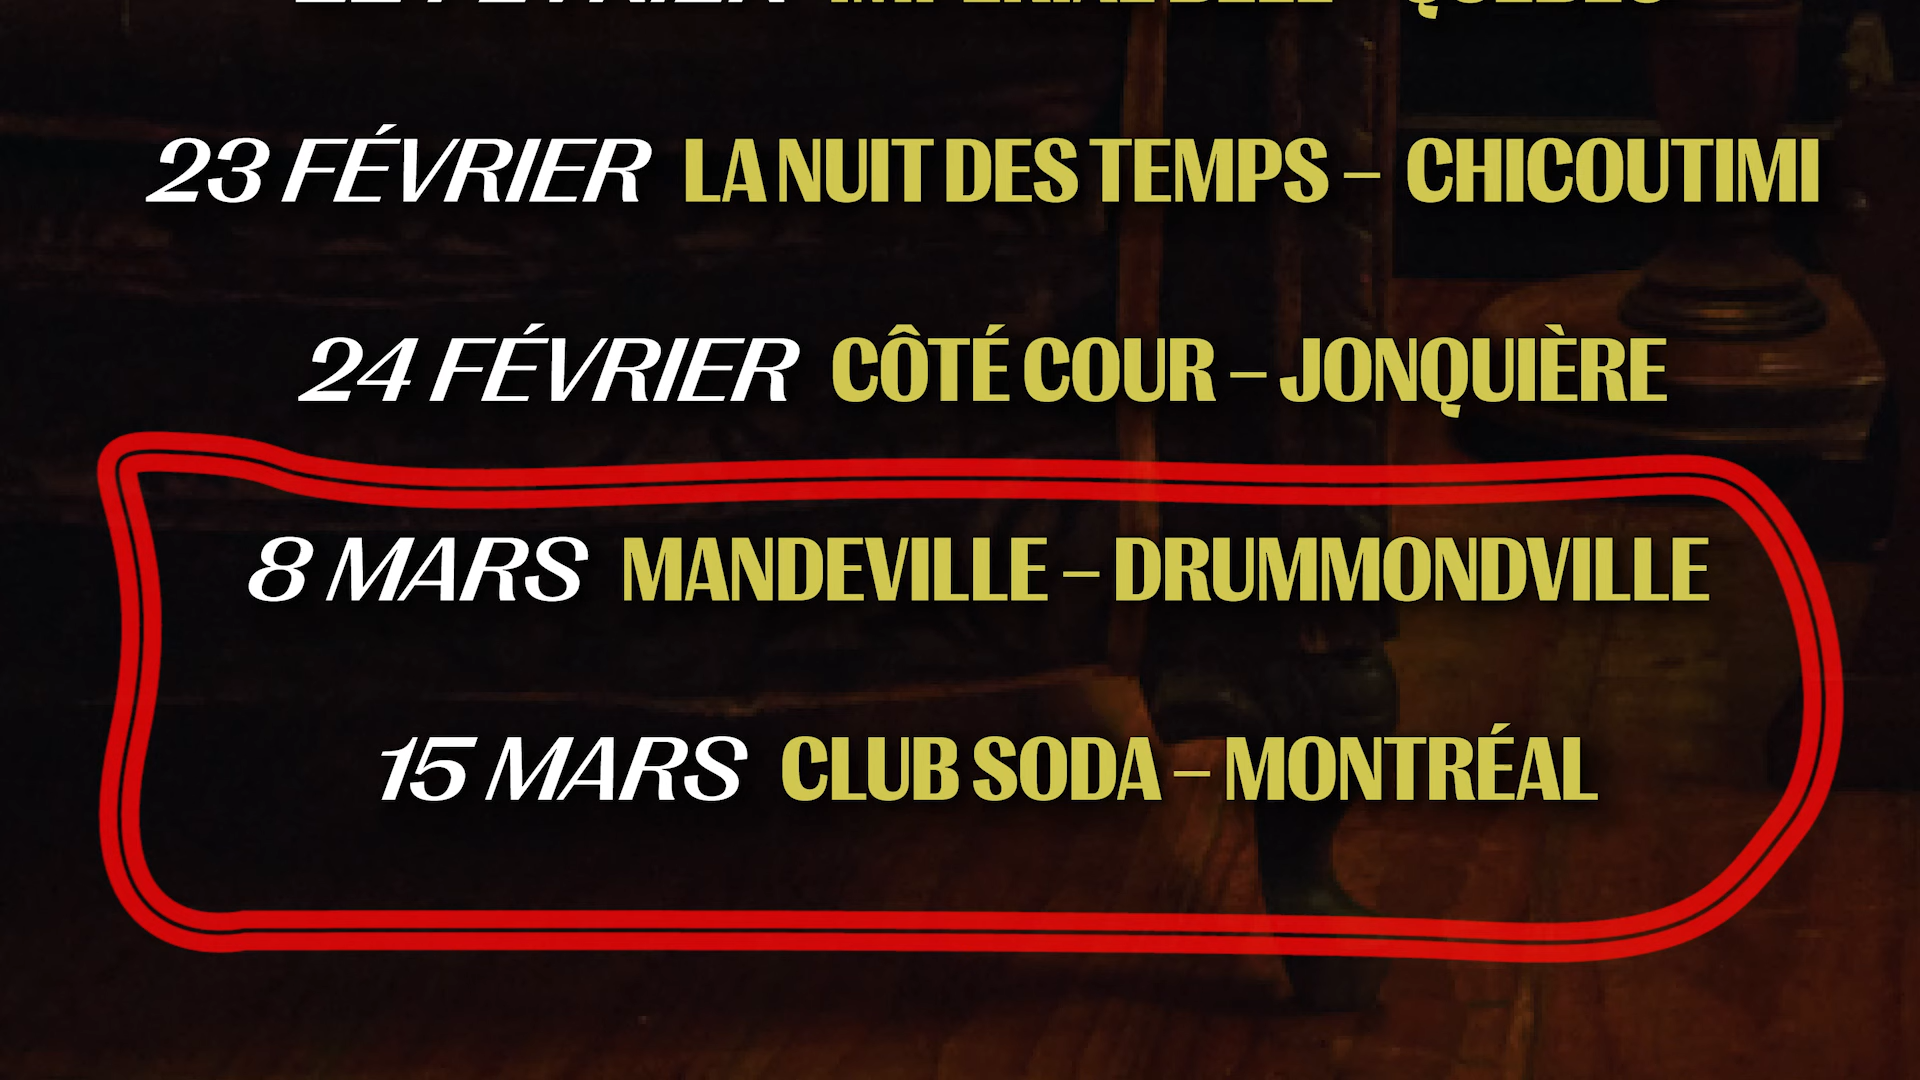 23 FÉVRIER LA NUIT DES TEMPS – CHICOUTIMI
24 FÉVRIER CÔTÉ COUR – JONQUIÈRE
8 MARS MANDEVILLE – DRUMMONDVILLE
15 MARS CLUB SODA – MONTRÉAL